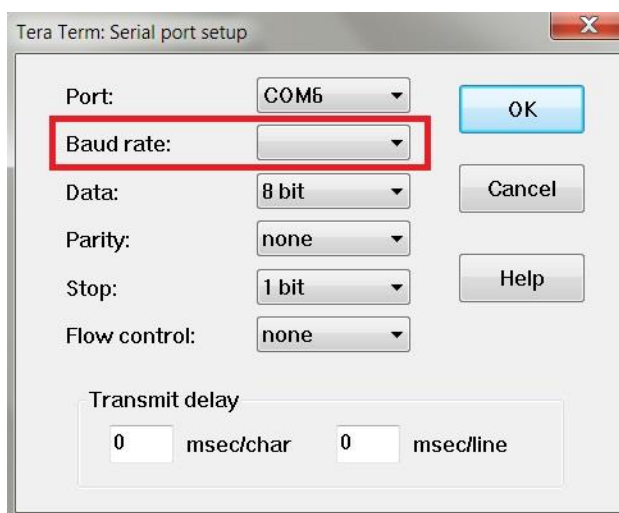 Tera Term: Serial port setup
Port: COM6
OK
Baud rate:
Data: 8 bit
Cancel
Parity: none
Stop: 1 bit
Help
Flow control: none
Transmit delay
0 msec/char 0 msec/line